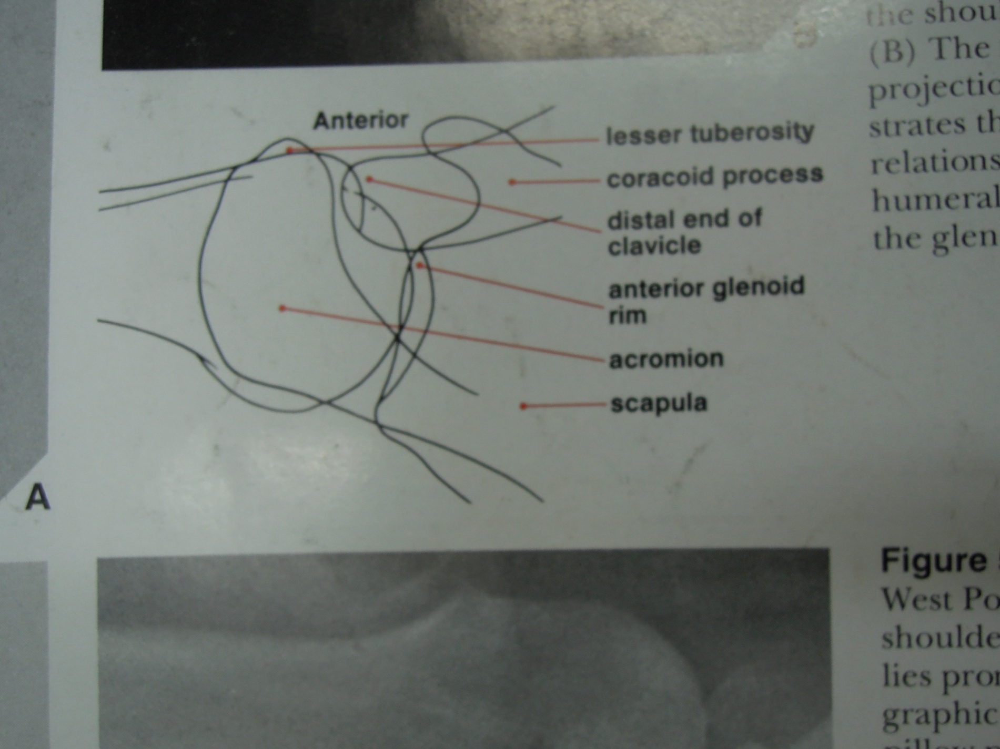 the shou
(B) The
projectio
strates th
relations
humeral
the glen
Anterior
lesser tuberosity
coracoid process
distal end of
clavicle
anterior glenoid
rim
acromion
scapula
A
Figure
West Po
shoulde
lies pron
graphic